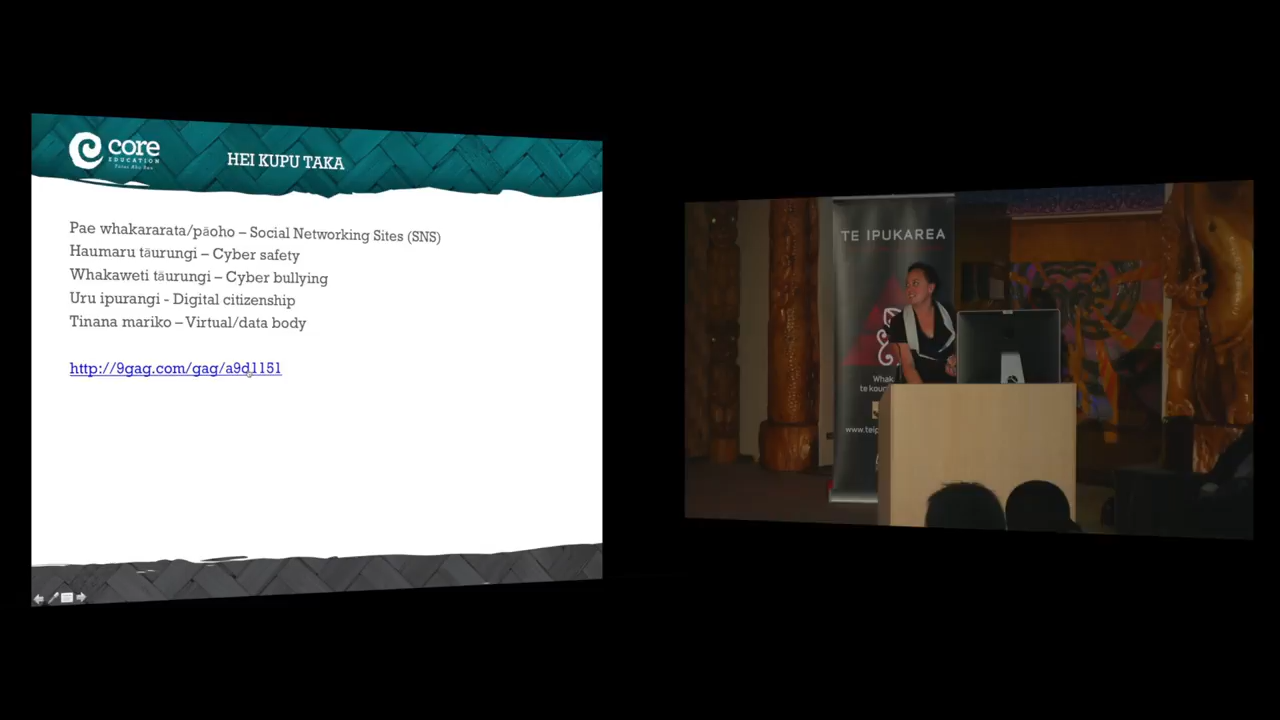 core
EDUCATION
HEI KUPU TAKA
Pae whakararata/pāoho – Social Networking Sites (SNS)
Haumaru tāurungi – Cyber safety
Whakaweti tāurungi – Cyber bullying
Uru ipurangi - Digital citizenship
Tinana mariko – Virtual/data body
http://9gag.com/gag/a9d1151
TE IPUKAREA